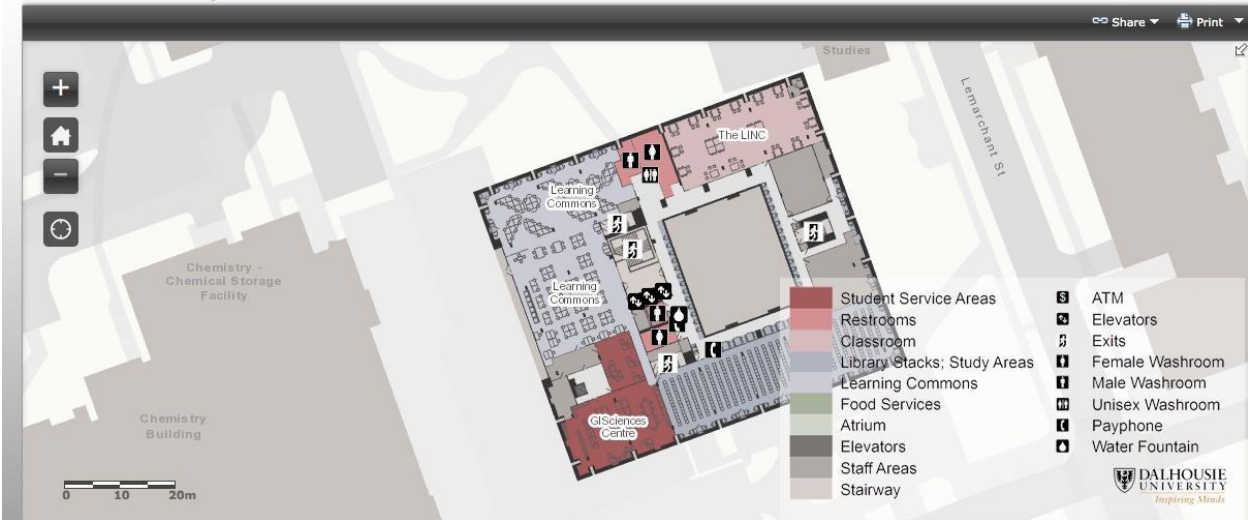 Share
Print
Studies
Lemarchant St
The LINC
Learning
Commons
Learning
Commons
GISciences
Centre
Chemistry -
Chemical Storage
Facility
Chemistry
Building
0 10 20m
Student Service Areas
Restrooms
Classroom
Library Stacks; Study Areas
Learning Commons
Food Services
Atrium
Elevators
Staff Areas
Stairway
ATM
Elevators
Exits
Female Washroom
Male Washroom
Unisex Washroom
Payphone
Water Fountain
DALHOUSIE
UNIVERSITY
Inspiring Minds